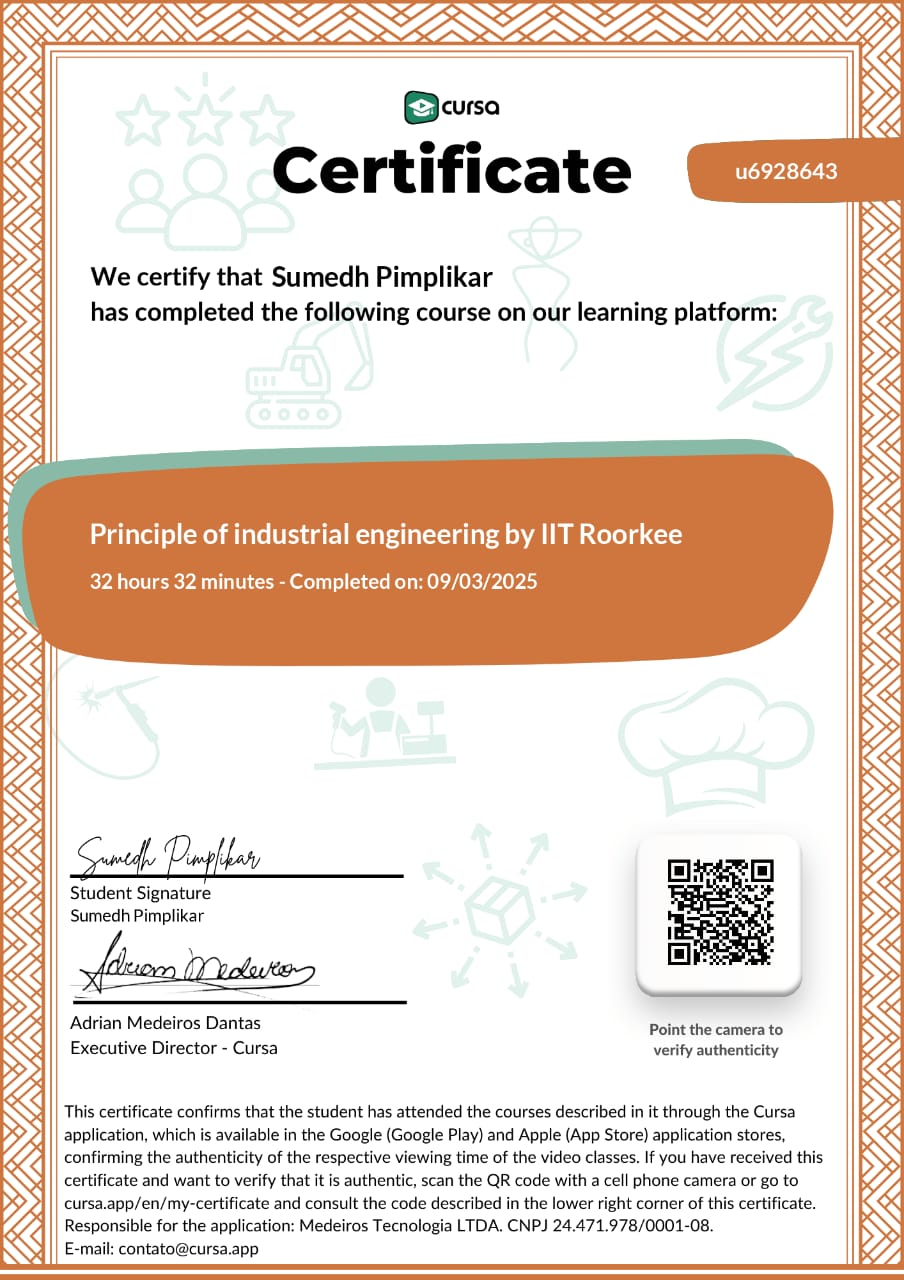 cursa
Certificate
u6928643
We certify that Sumedh Pimplikar
has completed the following course on our learning platform:
Principle of industrial engineering by IIT Roorkee
32 hours 32 minutes - Completed on: 09/03/2025
Sumedh Pimplikar
Student Signature
Sumedh Pimplikar
Adrian Medeiros
Adrian Medeiros Dantas
Executive Director - Cursa
Point the camera to
verify authenticity
This certificate confirms that the student has attended the courses described in it through the Cursa
application, which is available in the Google (Google Play) and Apple (App Store) application stores,
confirming the authenticity of the respective viewing time of the video classes. If you have received this
certificate and want to verify that it is authentic, scan the QR code with a cell phone camera or go to
cursa.app/en/my-certificate and consult the code described in the lower right corner of this certificate.
Responsible for the application: Medeiros Tecnologia LTDA. CNPJ 24.471.978/0001-08.
E-mail: contato@cursa.app